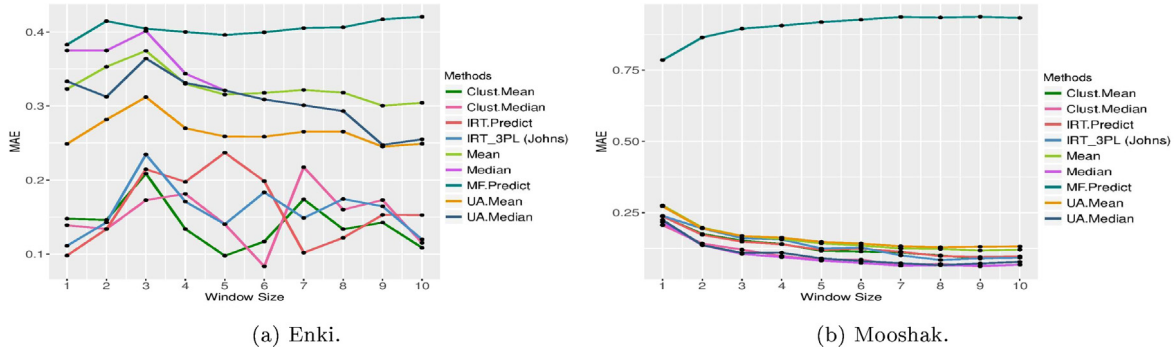 0.4
0.3
0.2
0.1
MAE
1 2 3 4 5 6 7 8 9 10
Window Size
Methods
Clust.Mean
Clust.Median
IRT.Predict
IRT_3PL (Johns)
Mean
Median
MF.Predict
UA.Mean
UA.Median
(a) Enki.
0.75
0.50
0.25
MAE
1 2 3 4 5 6 7 8 9 10
Window Size
Methods
Clust.Mean
Clust.Median
IRT.Predict
IRT_3PL (Johns)
Mean
Median
MF.Predict
UA.Mean
UA.Median
(b) Mooshak.